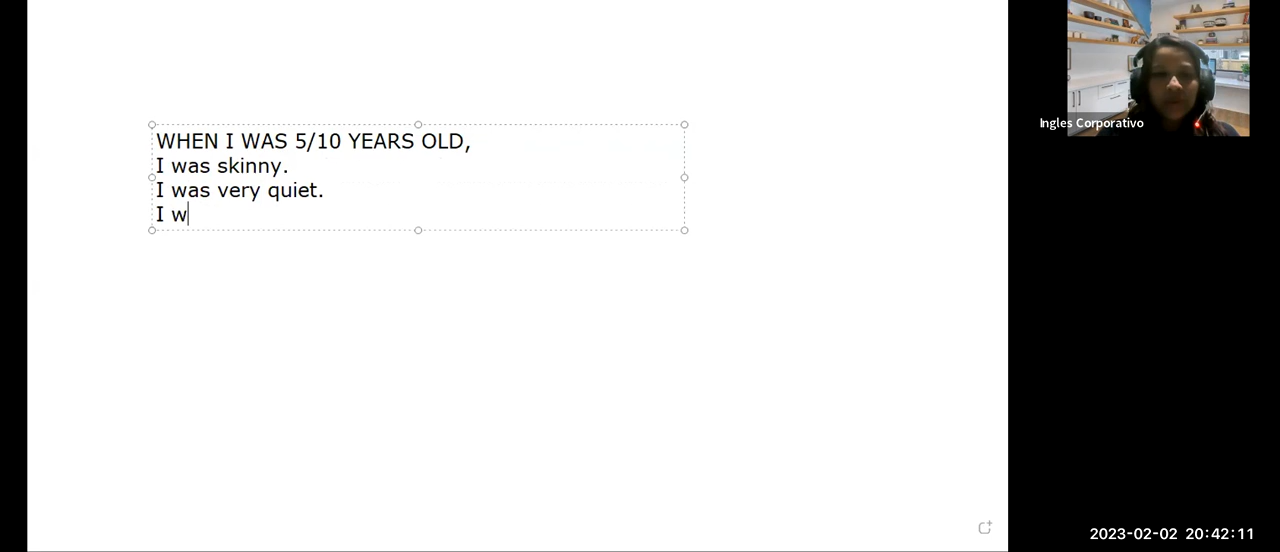 WHEN I WAS 5/10 YEARS OLD,
I was skinny.
I was very quiet.
I w
Ingles Corporativo
2023-02-02 20:42:11